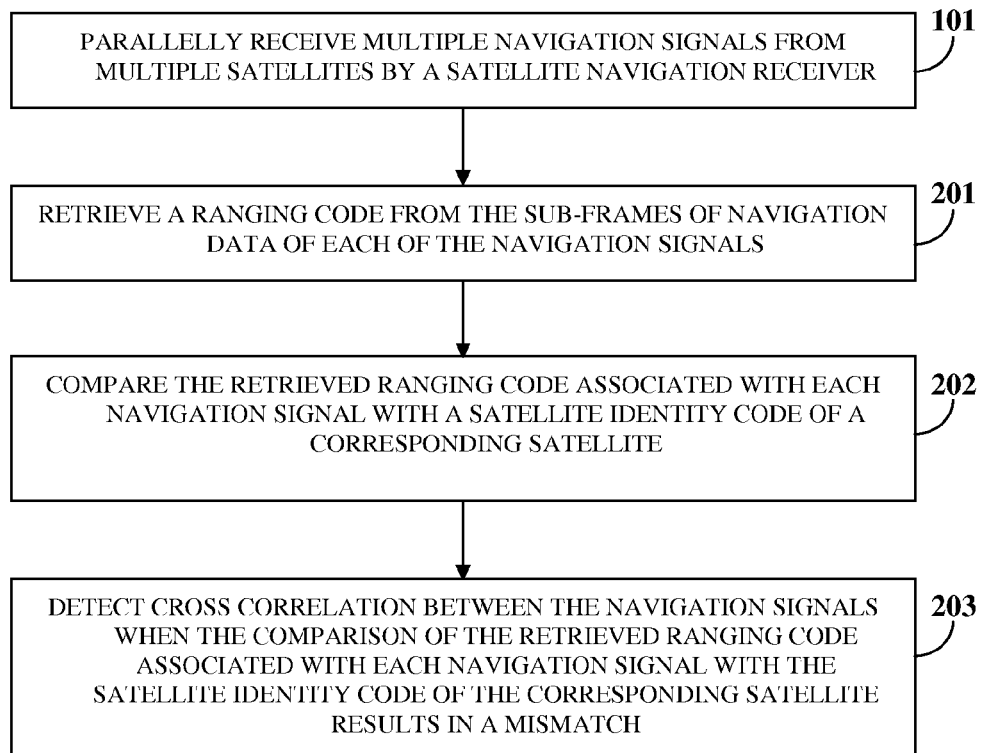 PARALLELLY RECEIVE MULTIPLE NAVIGATION SIGNALS FROM
MULTIPLE SATELLITES BY A SATELLITE NAVIGATION RECEIVER
101
RETRIEVE A RANGING CODE FROM THE SUB-FRAMES OF NAVIGATION
DATA OF EACH OF THE NAVIGATION SIGNALS
201
COMPARE THE RETRIEVED RANGING CODE ASSOCIATED WITH EACH
NAVIGATION SIGNAL WITH A SATELLITE IDENTITY CODE OF A
CORRESPONDING SATELLITE
202
DETECT CROSS CORRELATION BETWEEN THE NAVIGATION SIGNALS
WHEN THE COMPARISON OF THE RETRIEVED RANGING CODE
ASSOCIATED WITH EACH NAVIGATION SIGNAL WITH THE
SATELLITE IDENTITY CODE OF THE CORRESPONDING SATELLITE
RESULTS IN A MISMATCH
203